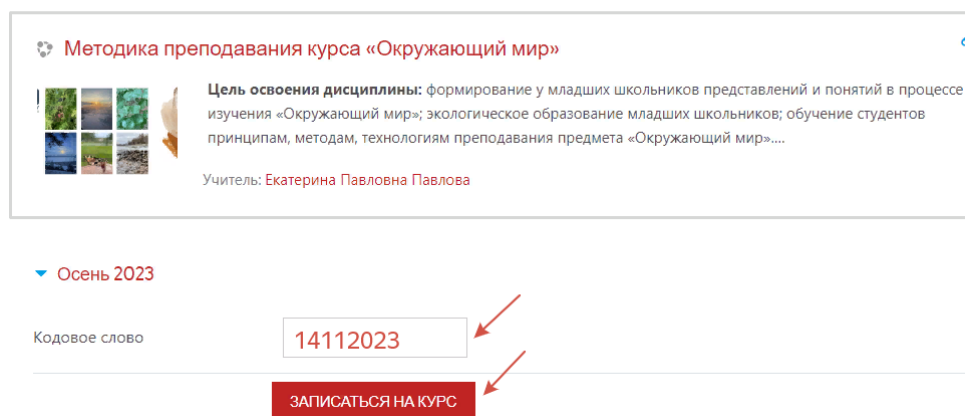 Методика преподавания курса «Окружающий мир»
Цель освоения дисциплины: формирование у младших школьников представлений и понятий в процессе
изучения «Окружающий мир»; экологическое образование младших школьников; обучение студентов
принципам, методам, технологиям преподавания предмета «Окружающий мир»....
Учитель: Екатерина Павловна Павлова
Осень 2023
Кодовое слово
14112023
ЗАПИСАТЬСЯ НА КУРС